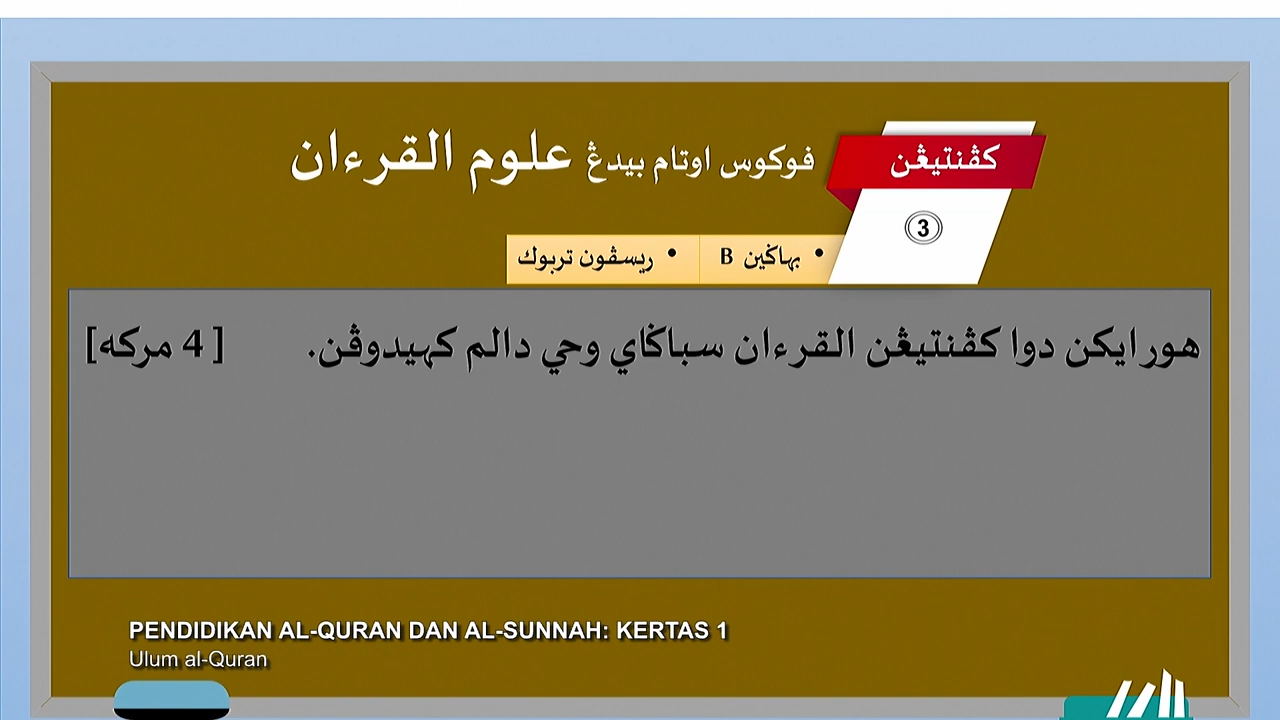 كڤنتيڠن
فوكوس اوتام بيدڠ علوم القرءان
3
• بهاݢين B
• ريسڤون تربوك
هورايكن دوا كڤنتيڠن القرءان سباݢاي وحي دالم كهيدوڤن. [4 مركه]
PENDIDIKAN AL-QURAN DAN AL-SUNNAH: KERTAS 1
Ulum al-Quran